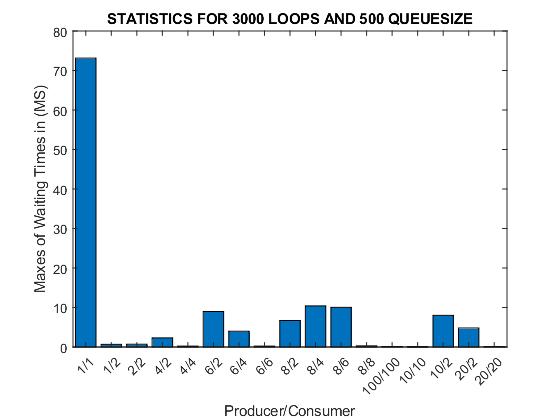 STATISTICS FOR 3000 LOOPS AND 500 QUEUESIZE
80
70
60
50
40
30
20
10
0
Maxes of Waiting Times in (MS)
1/1 1/2 2/2 4/2 4/4 6/2 6/4 6/6 8/2 8/4 8/6 8/8 100/100 10/10 10/2 20/2 20/20
Producer/Consumer